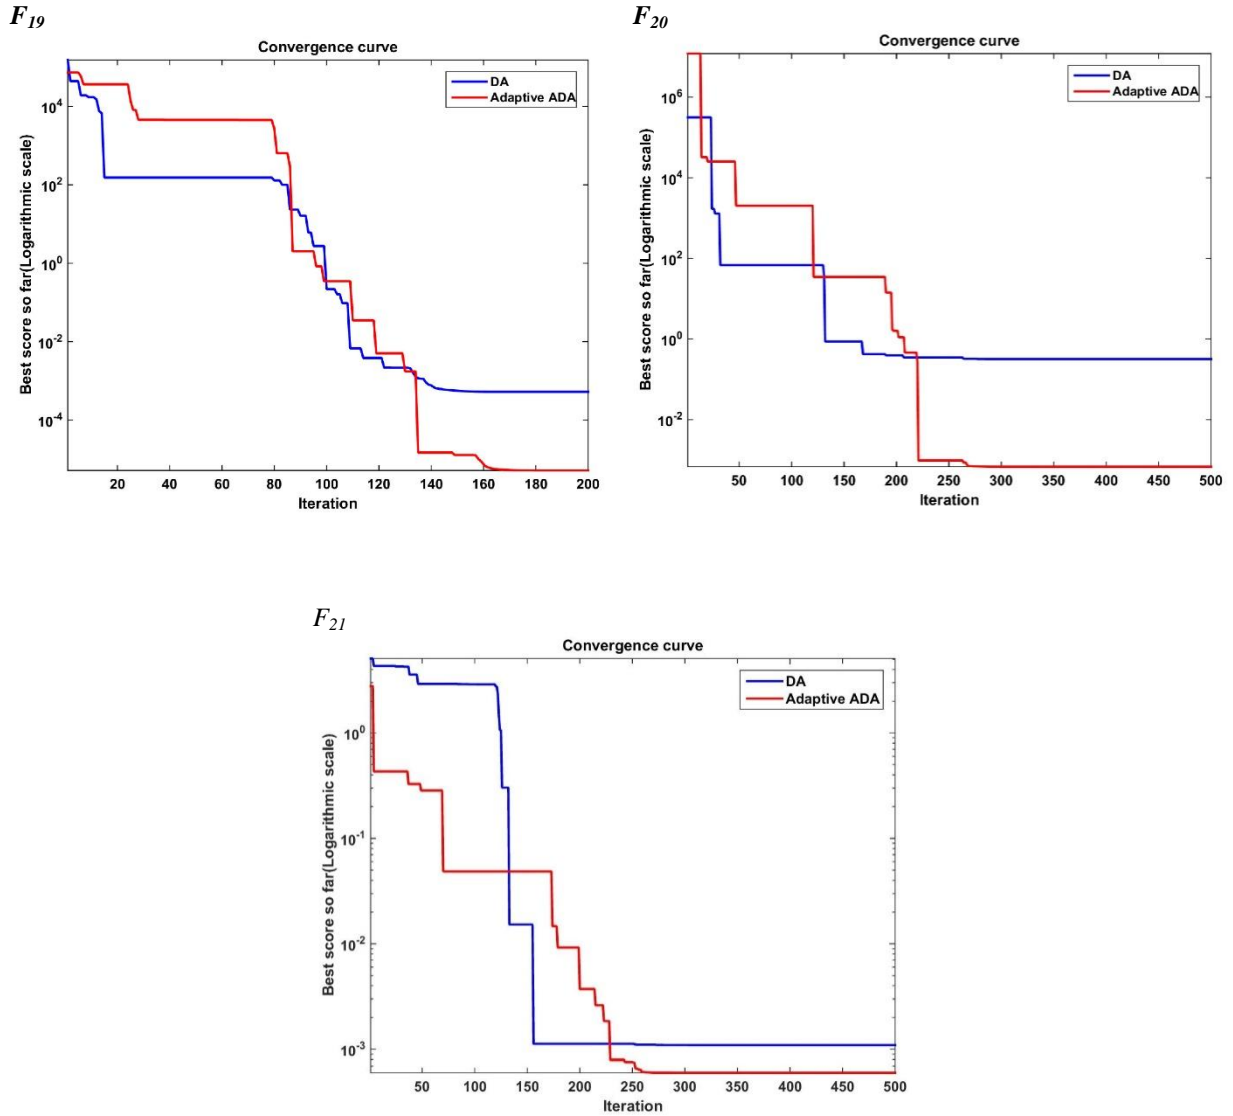 F19
Convergence curve
Best score so far(Logarithmic scale)
10^4
10^2
10^0
10^-2
10^-4
DA
Adaptive ADA
20 40 60 80 100 120 140 160 180 200
Iteration
F20
Convergence curve
Best score so far(Logarithmic scale)
10^6
10^4
10^2
10^0
10^-2
DA
Adaptive ADA
50 100 150 200 250 300 350 400 450 500
Iteration
F21
Convergence curve
Best score so far(Logarithmic scale)
10^0
10^-1
10^-2
10^-3
DA
Adaptive ADA
50 100 150 200 250 300 350 400 450 500
Iteration